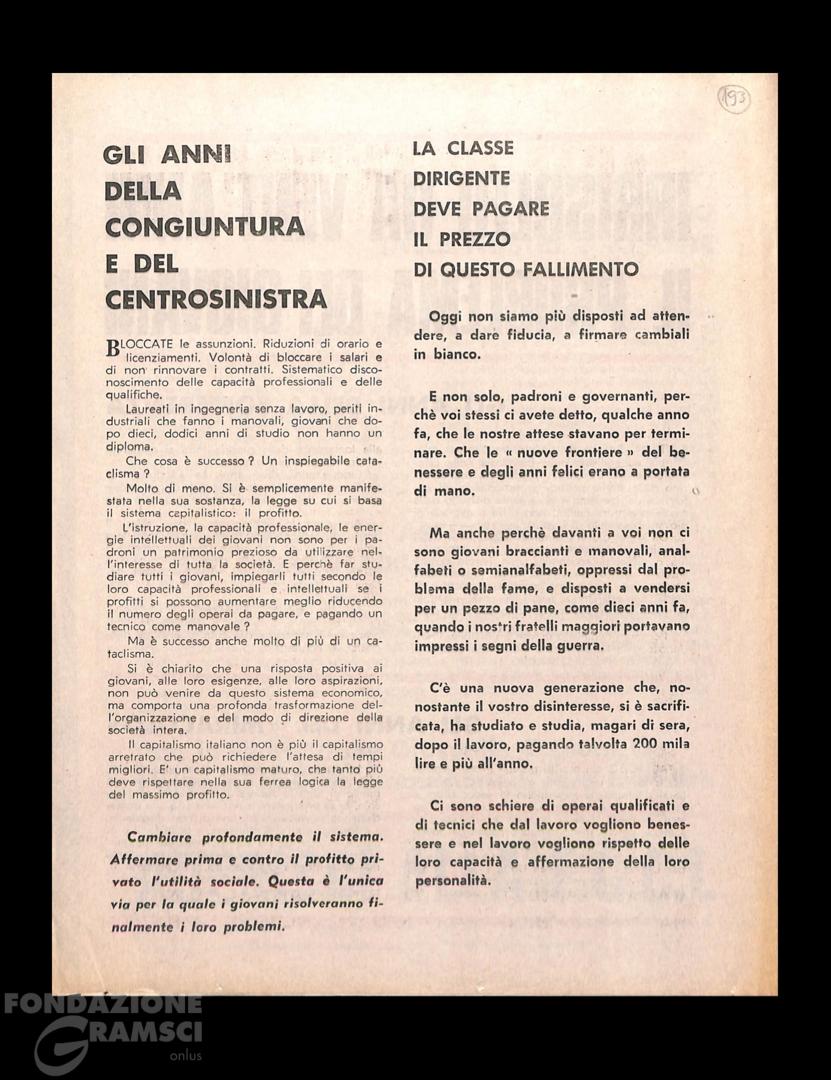 193
GLI ANNI
DELLA
CONGIUNTURA
E DEL
CENTROSINISTRA
BLOCCATE le assunzioni. Riduzioni di orario e
licenziamenti. Volontà di bloccare i salari e
di non rinnovare i contratti. Sistematico disco-
noscimento delle capacità professionali e delle
qualifiche.
Laureati in ingegneria senza lavoro, periti in-
dustriali che fanno i manovali, giovani che do-
po dieci, dodici anni di studio non hanno un
diploma.
Che cosa è successo ? Un inspiegabile cata-
clisma ?
Molto di meno. Si è semplicemente manife-
stata nella sua sostanza, la legge su cui si basa
il sistema capitalistico: il profitto.
L'istruzione, la capacità professionale, le ener-
gie intellettuali dei giovani non sono per i pa-
droni un patrimonio prezioso da utilizzare nel-
l'interesse di tutta la società. E perchè far stu-
diare tutti i giovani, impiegarli tutti secondo le
loro capacità professionali e intellettuali se i
profitti si possono aumentare meglio riducendo
il numero degli operai da pagare, e pagando un
tecnico come manovale ?
Ma è successo anche molto di più di un ca-
taclisma.
Si è chiarito che una risposta positiva ai
giovani, alle loro esigenze, alle loro aspirazioni,
non può venire da questo sistema economico,
ma comporta una profonda trasformazione del-
l'organizzazione e del modo di direzione della
società intera.
Il capitalismo italiano non è più il capitalismo
arretrato che può richiedere l'attesa di tempi
migliori. E' un capitalismo maturo, che tanto più
deve rispettare nella sua ferrea logica la legge
del massimo profitto.
Cambiare profondamente il sistema.
Affermare prima e contro il profitto pri-
vato l'utilità sociale. Questa è l'unica
via per la quale i giovani risolveranno fi-
nalmente i loro problemi.
LA CLASSE
DIRIGENTE
DEVE PAGARE
IL PREZZO
DI QUESTO FALLIMENTO
Oggi non siamo più disposti ad atten-
dere, a dare fiducia, a firmare cambiali
in bianco.
E non solo, padroni e governanti, per-
chè voi stessi ci avete detto, qualche anno
fa, che le nostre attese stavano per termi-
nare. Che le « nuove frontiere » del be-
nessere e degli anni felici erano a portata
di mano.
Ma anche perchè davanti a voi non ci
sono giovani braccianti e manovali, anal-
fabeti o semianalfabeti, oppressi dal pro-
blema della fame, e disposti a vendersi
per un pezzo di pane, come dieci anni fa,
quando i nostri fratelli maggiori portavano
impressi i segni della guerra.
C'è una nuova generazione che, no-
nostante il vostro disinteresse, si è sacrifi-
cata, ha studiato e studia, magari di sera,
dopo il lavoro, pagando talvolta 200 mila
lire e più all'anno.
Ci sono schiere di operai qualificati e
di tecnici che dal lavoro vogliono benes-
sere e nel lavoro vogliono rispetto delle
loro capacità e affermazione della loro
personalità.
FONDAZIONE
GRAMSCI
onlus